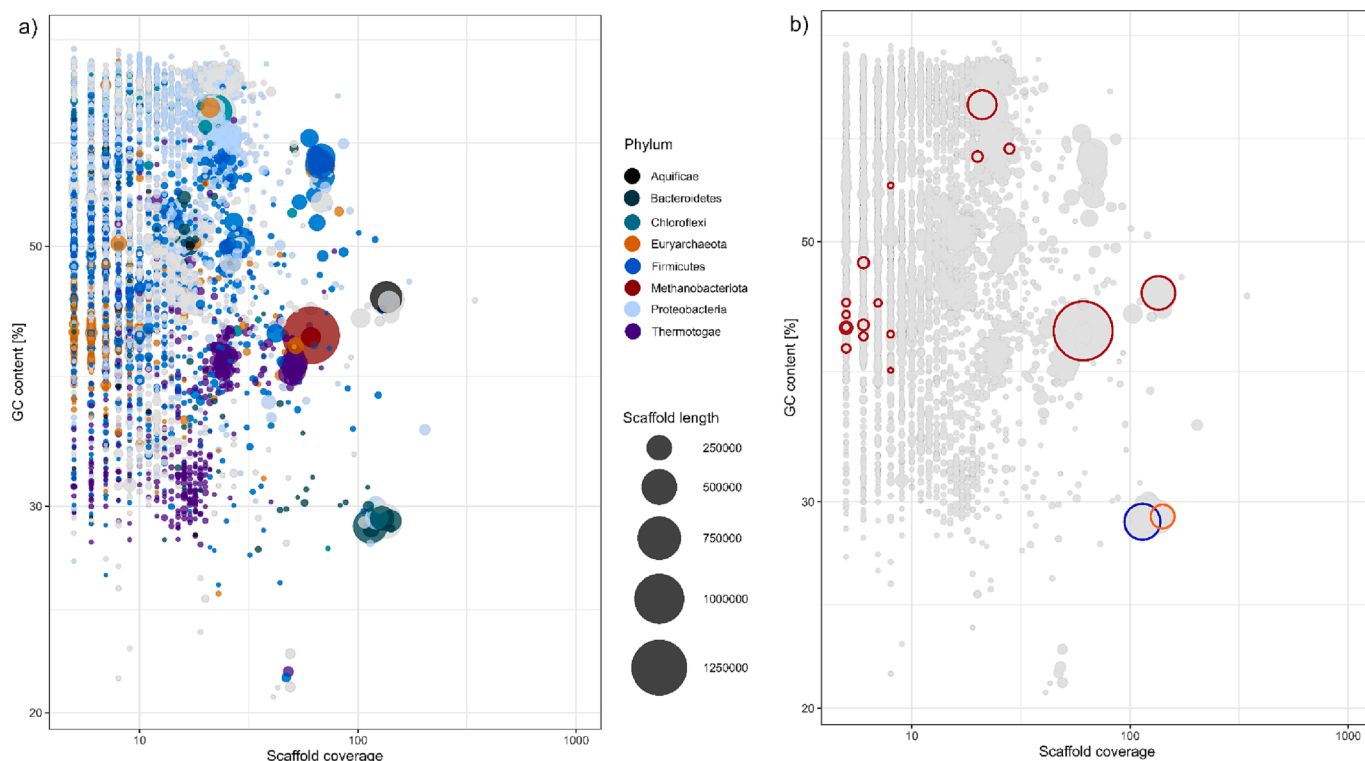 a)
GC content [%]
50
30
20
10
100
1000
Scaffold coverage
Phylum
Aquificae
Bacteroidetes
Chloroflexi
Euryarchaeota
Firmicutes
Methanobacteriota
Proteobacteria
Thermotogae
Scaffold length
250000
500000
750000
1000000
1250000
b)
GC content [%]
50
30
20
10
100
1000
Scaffold coverage